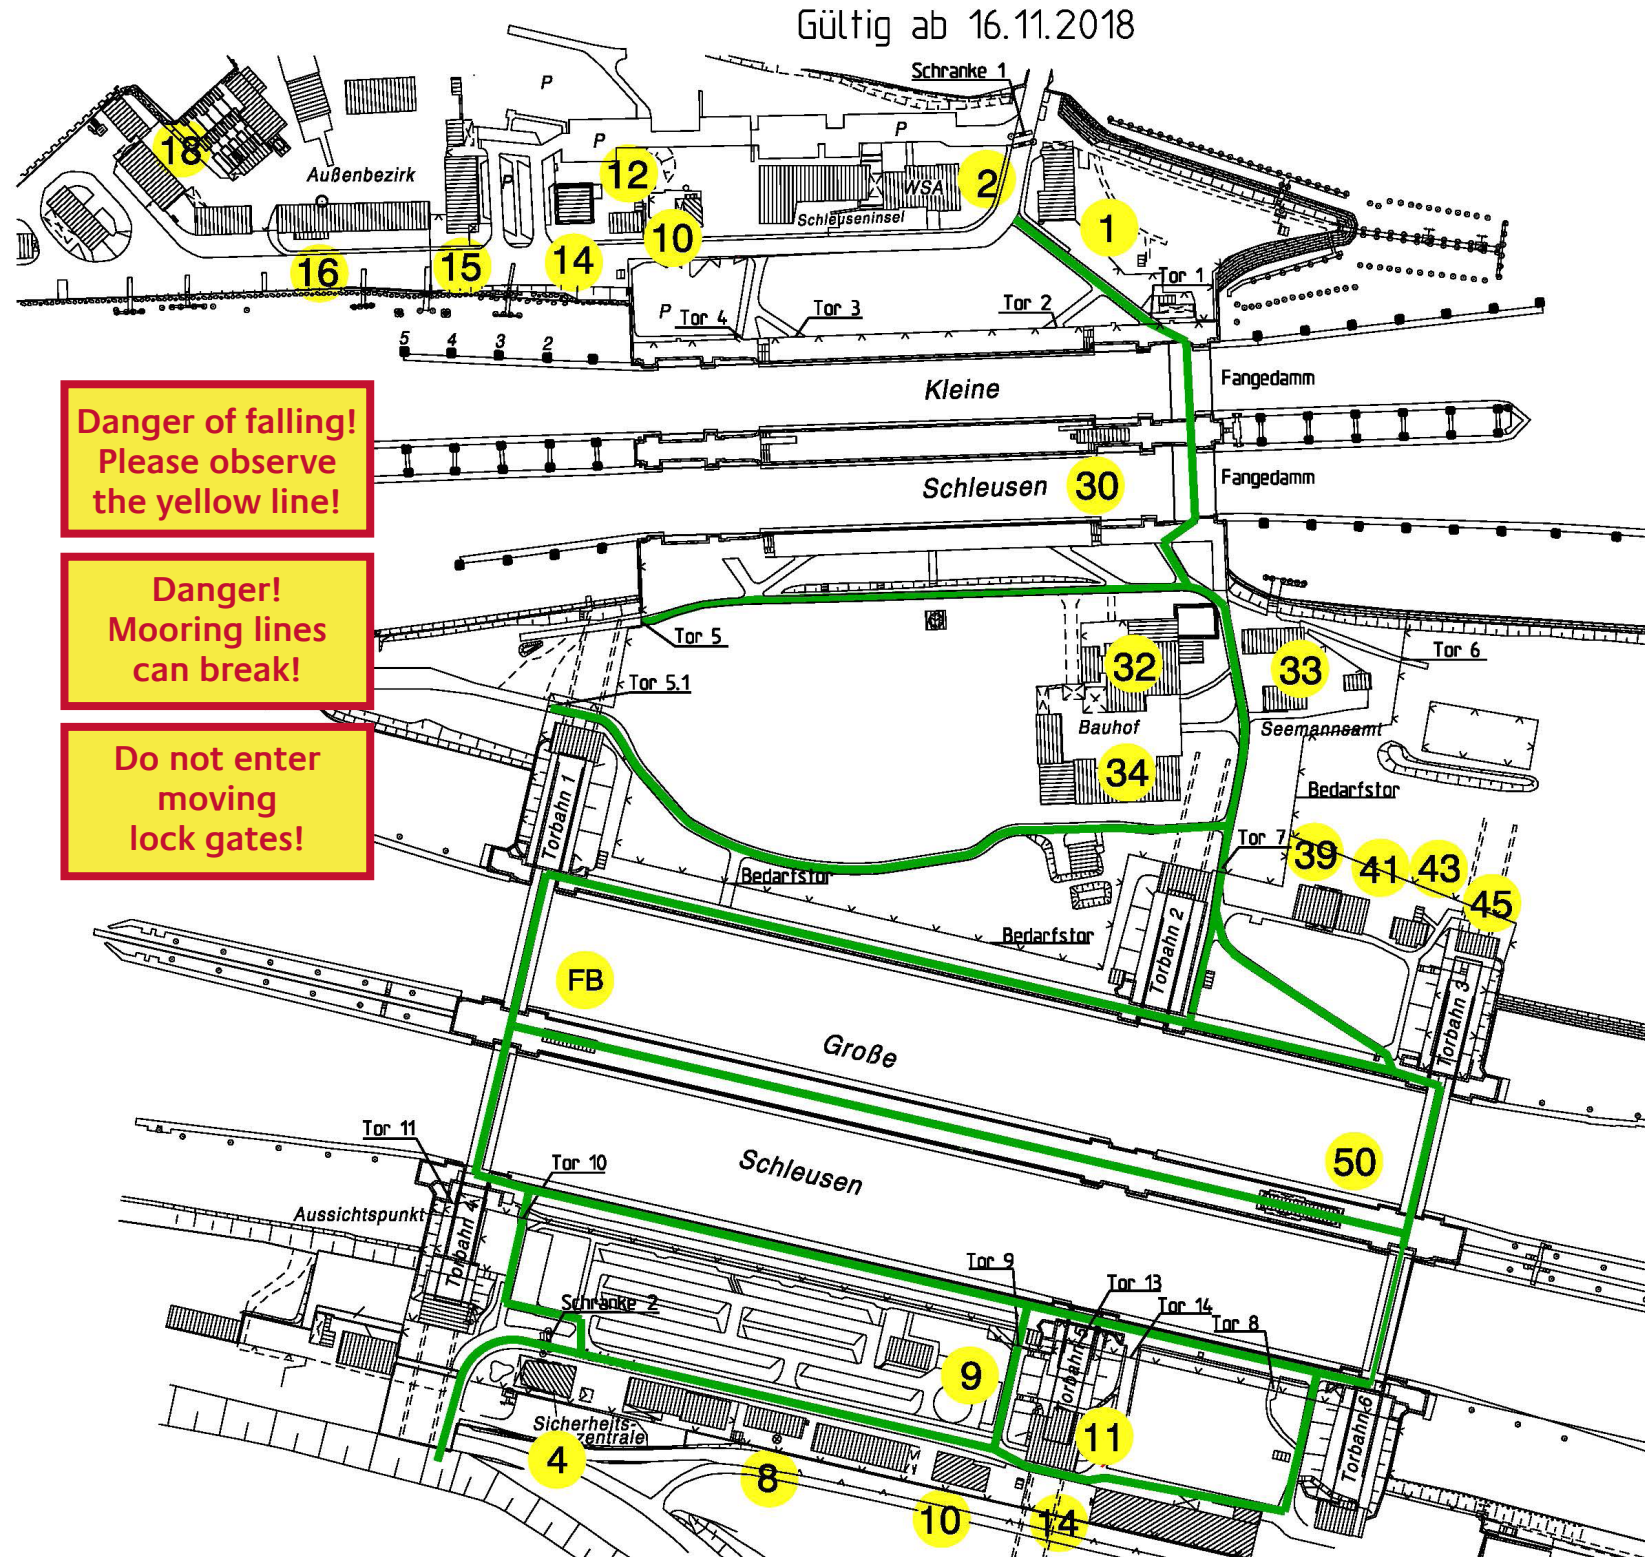 Gültig ab 16.11.2018
Schranke 1
P
P
P
P
18
Außenbezirk
12
WSA
2
Schleuseninsel
10
1
16
15
14
Tor 1
P
Tor 4
Tor 3
Tor 2
5
4
3
2
Kleine
Fangedamm
Danger of falling!
Please observe
the yellow line!
Schleusen
30
Fangedamm
Danger!
Mooring lines
can break!
Tor 5
32
33
Tor 6
Tor 5.1
Bauhof
Seemannsamt
Do not enter
moving
lock gates!
34
Bedarfstor
Torbahn 1
Tor 7
39
41
43
45
Bedarfstor
Bedarfstor
Torbahn 2
FB
Torbahn 3
Große
Tor 11
Tor 10
Schleusen
50
Aussichtspunkt
Torbahn 4
Tor 9
Tor 13
Schranke 2
Tor 14
Tor 8
9
Torbahn 5
Torbahn 6
Sicherheits-
zentrale
4
8
11
10
14